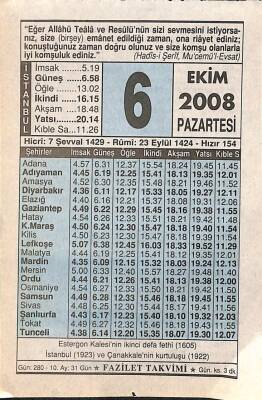 "Eğer Allâhü Teâlâ ve Resûlü'nün sizi sevmesini istiyorsa-
nız, size (birşey) emânet edildiği zaman, ona riâyet ediniz;
konuştuğunuz zaman doğru olunuz ve size komşu olanlarla
iyi komşuluk ediniz." (Hadîs-i Şerîf, Mu'cemü'l-Evsat)
İSTANBUL
İmsak 5.19
Güneş 6.58
Öğle 13.02
İkindi 16.15
Akşam 18.48
Yatsı 20.14
Kıble Sa. 11.26
6
EKİM
2008
PAZARTESİ
Hicrî: 7 Şevval 1429 - Rûmî: 23 Eylül 1424 - Hızır 154
Şehirler İmsak Güneş Öğle İkindi Akşam Yatsı Kıble S
Adana 4.57 6.31 12.37 15.54 18.24 19.45 11.45
Adıyaman 4.45 6.19 12.25 15.41 18.13 19.35 12.01
Amasya 4.52 6.30 12.35 15.48 18.21 19.46 11.52
Diyarbakır 4.36 6.11 12.17 15.33 18.05 19.27 12.11
Elazığ 4.40 6.16 12.21 15.37 18.08 19.31 12.06
Gaziantep 4.49 6.22 12.29 15.45 18.16 19.38 11.55
Hatay 4.54 6.26 12.33 15.51 18.21 19.41 11.48
K.Maraş 4.50 6.24 12.30 15.47 18.18 19.40 11.54
Kilis 4.50 6.23 12.30 15.47 18.18 19.39 11.54
Lefkoşe 5.07 6.38 12.45 16.03 18.33 19.52 11.29
Malatya 4.44 6.19 12.25 15.41 18.12 19.35 12.01
Mardin 4.35 6.09 12.15 15.32 18.03 19.24 12.13
Mersin 5.00 6.33 12.40 15.57 18.27 19.48 11.40
Ordu 4.44 6.21 12.26 15.41 18.13 19.38 12.00
Osmaniye 4.54 6.27 12.33 15.50 18.21 19.42 11.50
Samsun 4.49 6.28 12.33 15.46 18.19 19.45 11.55
Sivas 4.48 6.25 12.30 15.45 18.17 19.41 11.55
Şanlıurfa 4.43 6.17 12.23 15.40 18.11 19.32 12.03
Tokat 4.49 6.27 12.32 15.46 18.18 19.43 11.55
Tunceli 4.38 6.14 12.20 15.35 18.07 19.30 12.07
Estergon Kalesi'nin ikinci defa fethi (1605)
İstanbul (1923) ve Çanakkale'nin kurtuluşu (1922)
Gün: 280 - 10. Ay: 31 Gün ★ FAZİLET TAKVİMİ ★ Gün. ks. 3 dk.